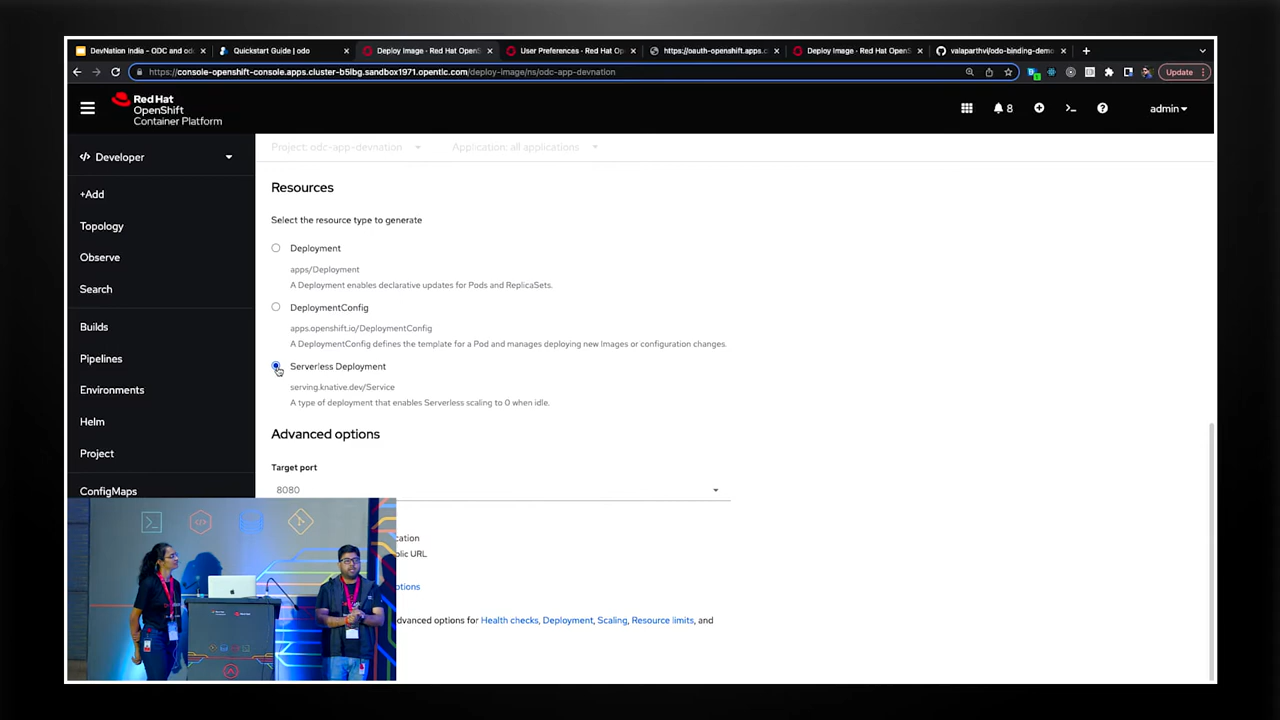 DevNation India - ODC and od
Quickstart Guide | odo
Deploy Image - Red Hat OpenS
User Preferences - Red Hat Op
https://oauth-openshift.apps.c
Deploy Image - Red Hat OpenS
valaparthvi/odo-binding-demo
https://console-openshift-console.apps.cluster-b5lbg.sandbox1971.opentlc.com/deploy-image/ns/odc-app-devnation
Update
Red Hat
OpenShift
Container Platform
8
admin
Developer
+Add
Topology
Observe
Search
Builds
Pipelines
Environments
Helm
Project
ConfigMaps
Project: odc-app-devnation
Application: all applications
Resources
Select the resource type to generate
Deployment
apps/Deployment
A Deployment enables declarative updates for Pods and ReplicaSets.
DeploymentConfig
apps.openshift.io/DeploymentConfig
A DeploymentConfig defines the template for a Pod and manages deploying new Images or configuration changes.
Serverless Deployment
serving.knative.dev/Service
A type of deployment that enables Serverless scaling to 0 when idle.
Advanced options
Target port
8080
cation
blic URL
options
advanced options for Health checks, Deployment, Scaling, Resource limits, and